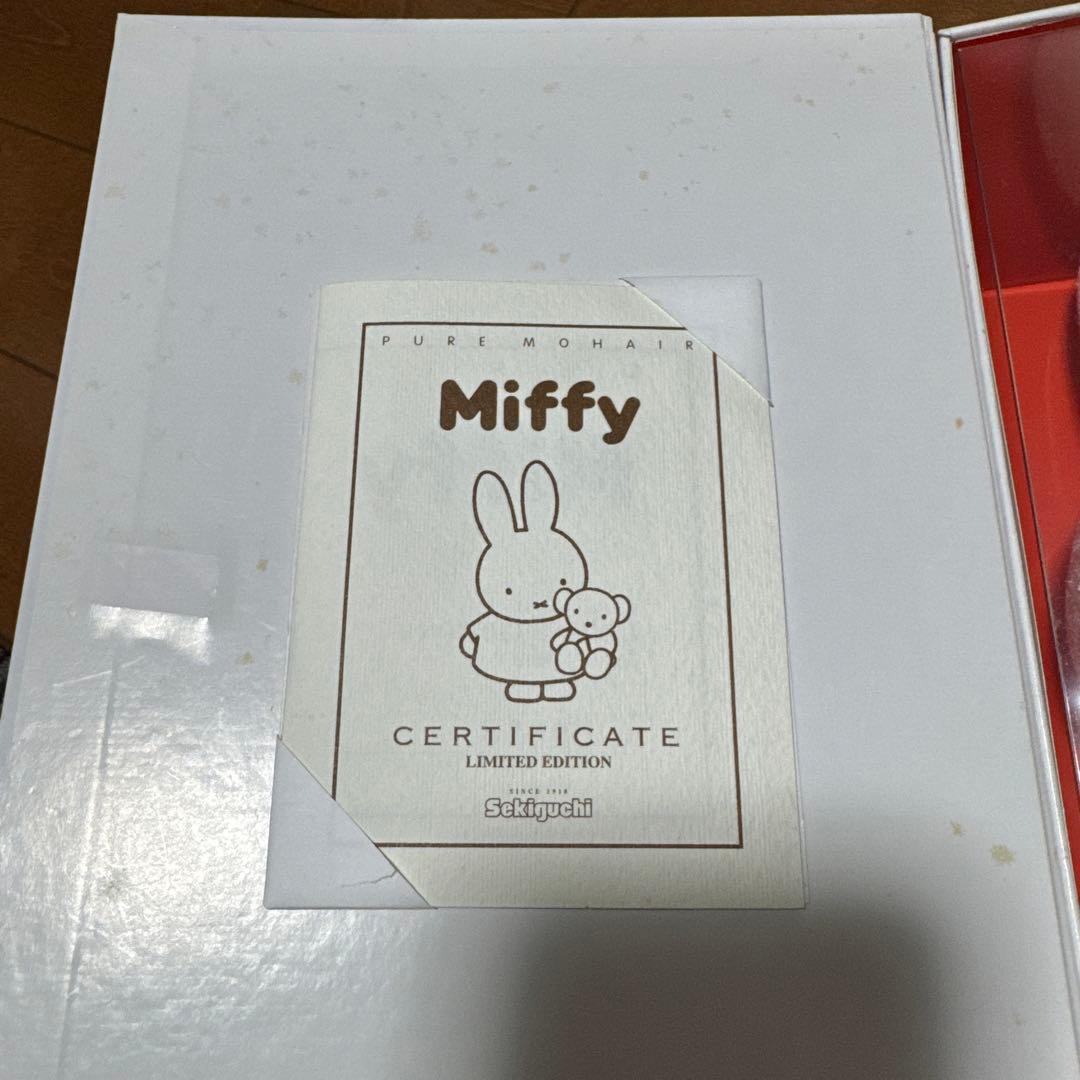 PURE MOHAIR
Miffy
CERTIFICATE
LIMITED EDITION
SINCE 1918
Sekiguchi